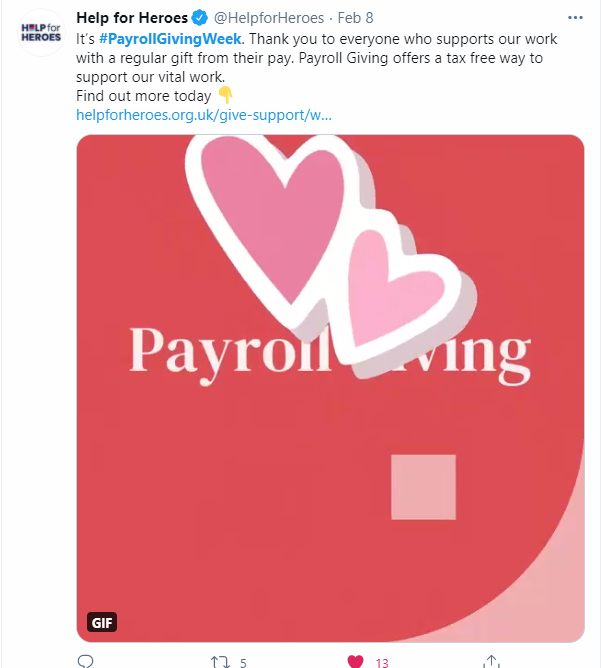 HELP for
HEROES
Help for Heroes @HelpforHeroes · Feb 8
It's #PayrollGivingWeek. Thank you to everyone who supports our work
with a regular gift from their pay. Payroll Giving offers a tax free way to
support our vital work.
Find out more today 👇
helpforheroes.org.uk/give-support/w...
Payroll Giving
GIF
5
13